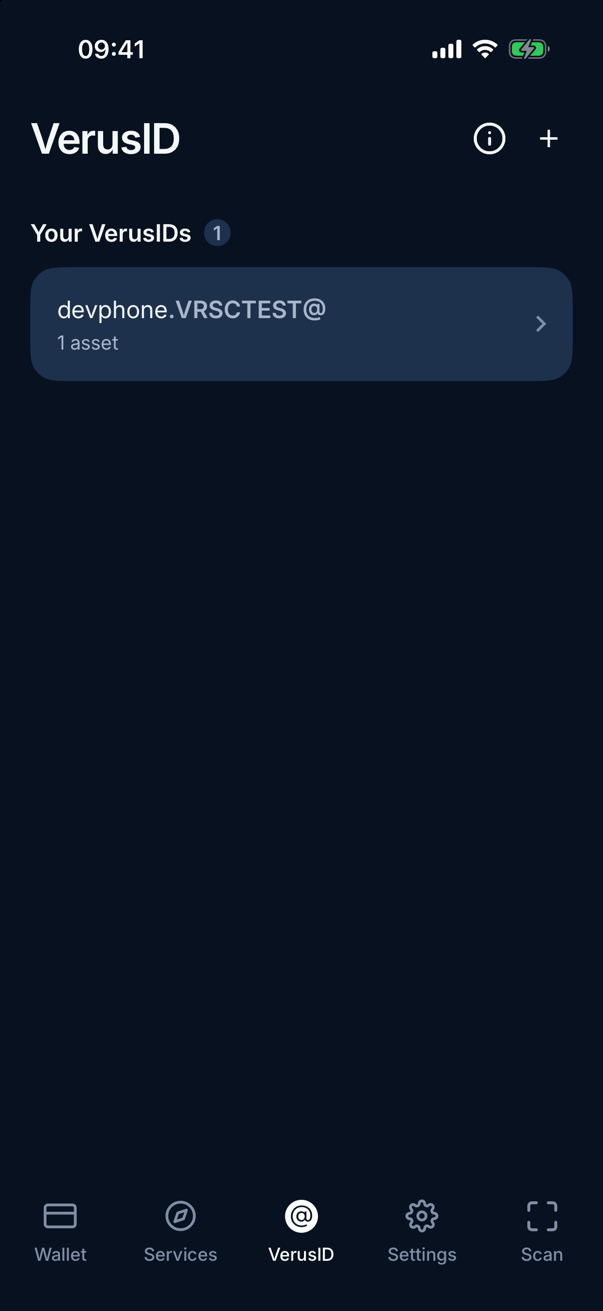 09:41
VerusID
Your VerusIDs 1
devphone.VRSCTEST@
1 asset
@
Wallet Services VerusID Settings Scan